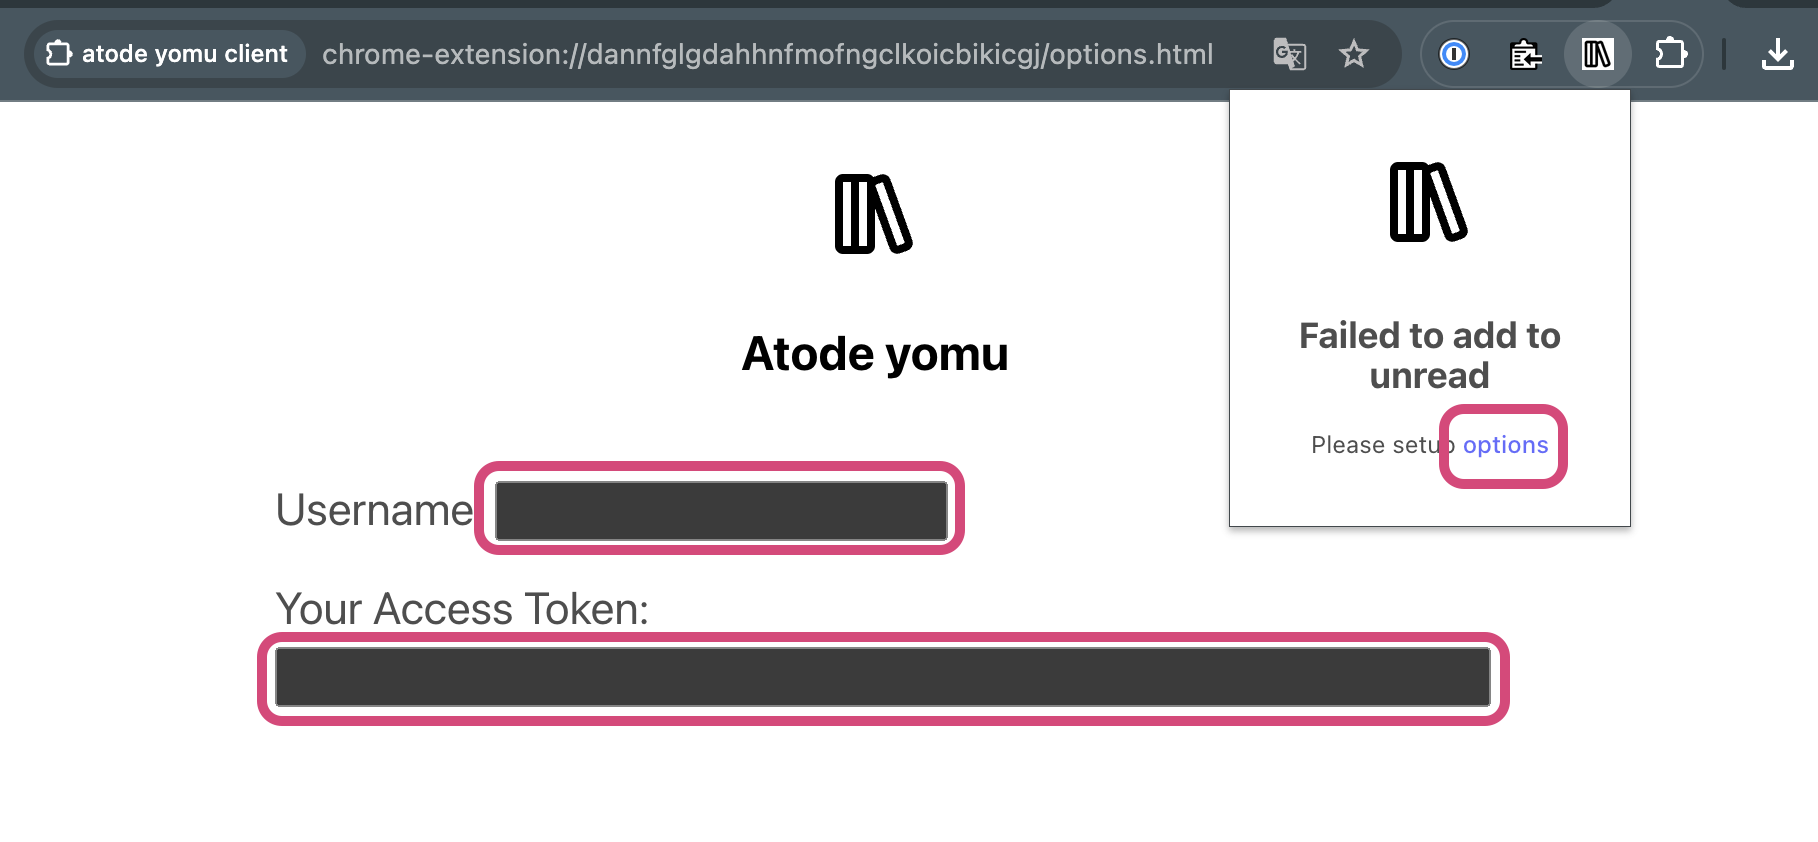 atode yomu client
chrome-extension://dannfglgdahhnfmofngclkoicbikicgj/options.html
Atode yomu
Username
Your Access Token:
Failed to add to
unread
Please setup options